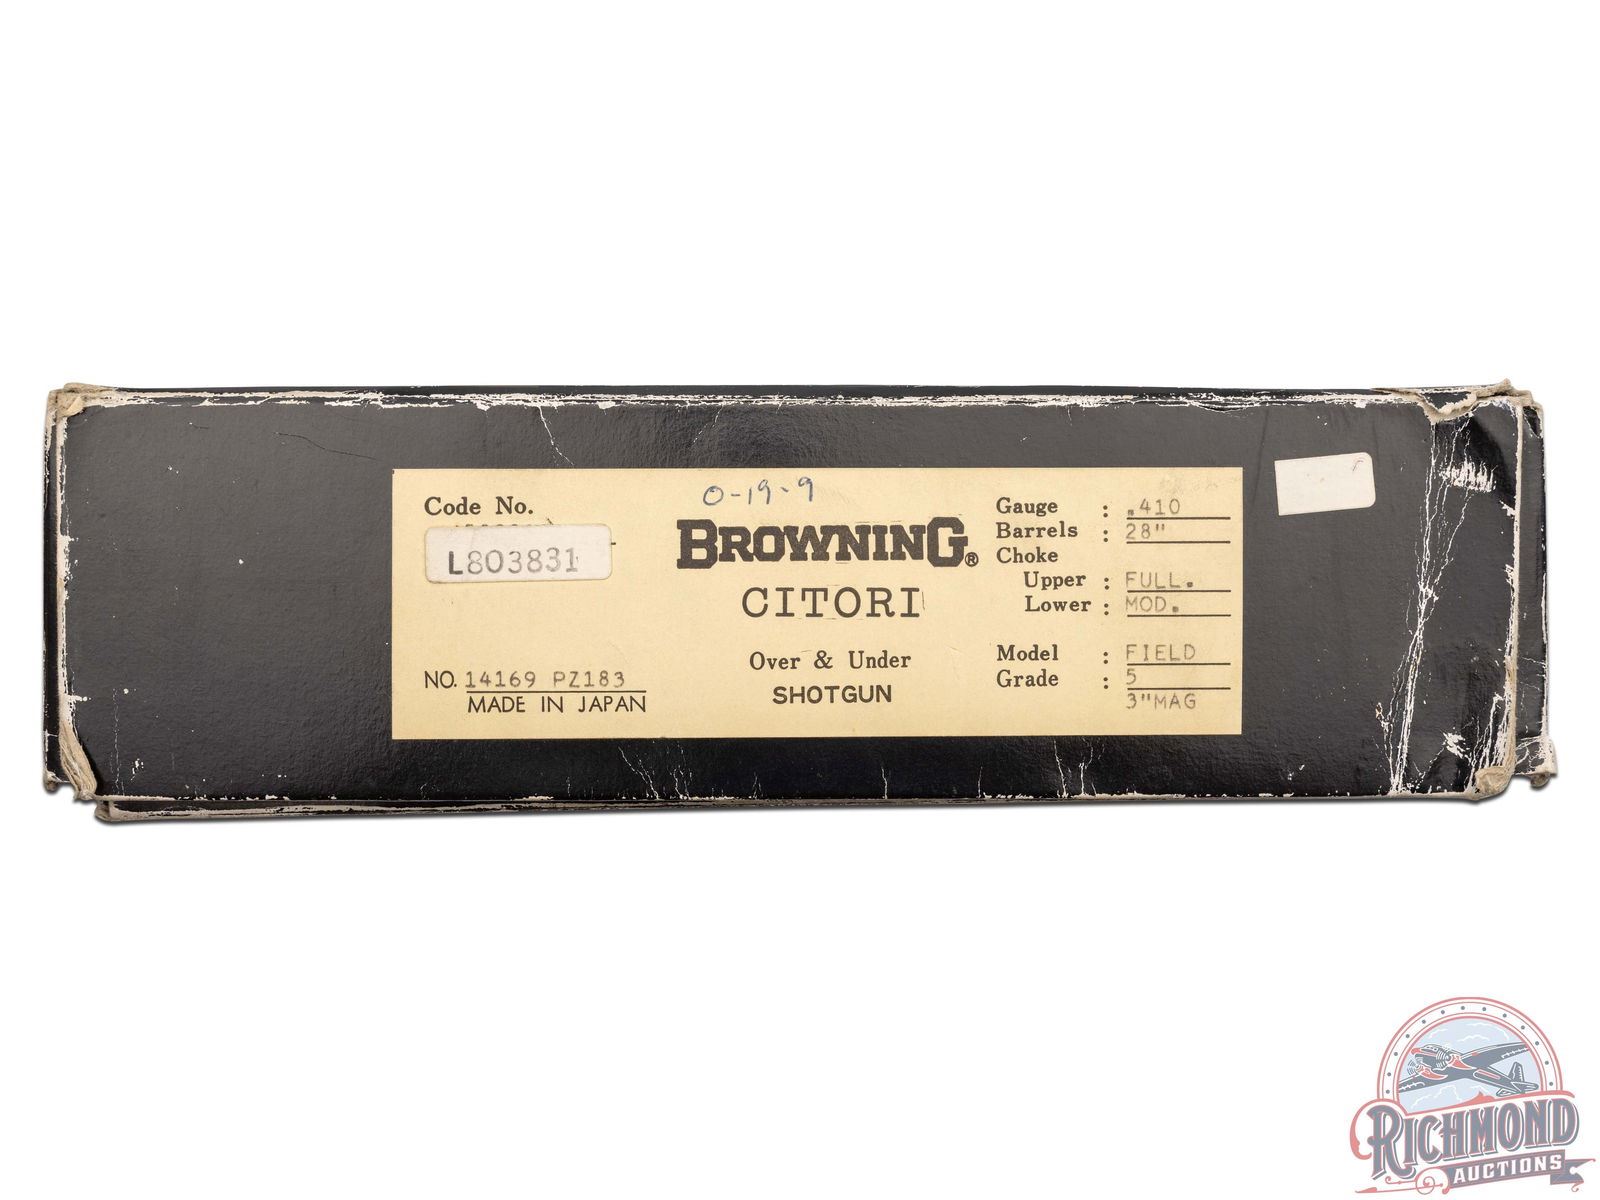 Code No.
L803831
NO. 14169 PZ183
MADE IN JAPAN
0-19-9
BROWNING®
CITORI
Over & Under
SHOTGUN
Gauge : .410
Barrels : 28"
Choke
Upper : FULL.
Lower : MOD.
Model : FIELD
Grade : 5
3"MAG
RICHMOND
AUCTIONS